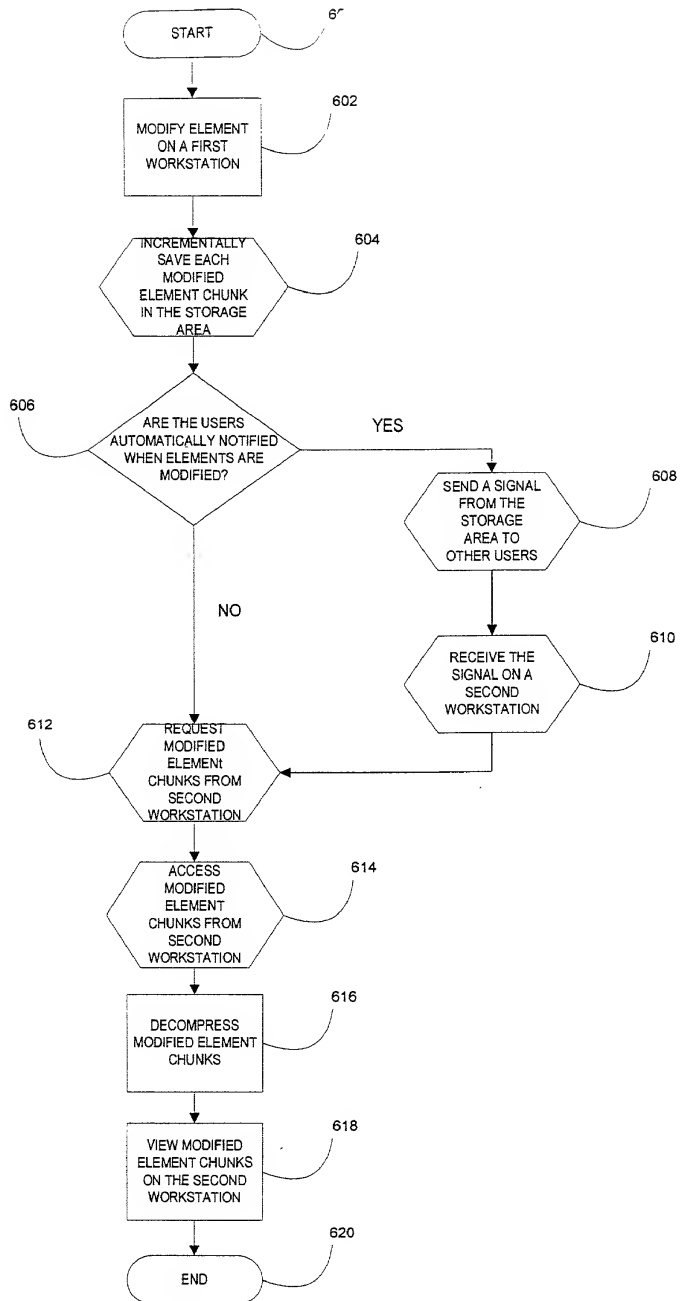 START
602
MODIFY ELEMENT
ON A FIRST
WORKSTATION
604
INCREMENTALLY
SAVE EACH
MODIFIED
ELEMENT CHUNK
IN THE STORAGE
AREA
606
ARE THE USERS
AUTOMATICALLY NOTIFIED
WHEN ELEMENTS ARE
MODIFIED?
YES
608
SEND A SIGNAL
FROM THE
STORAGE
AREA TO
OTHER USERS
NO
610
RECEIVE THE
SIGNAL ON A
SECOND
WORKSTATION
612
REQUEST
MODIFIED
ELEMENt
CHUNKS FROM
SECOND
WORKSTATION
614
ACCESS
MODIFIED
ELEMENT
CHUNKS FROM
SECOND
WORKSTATION
616
DECOMPRESS
MODIFIED ELEMENT
CHUNKS
618
VIEW MODIFIED
ELEMENT CHUNKS
ON THE SECOND
WORKSTATION
620
END